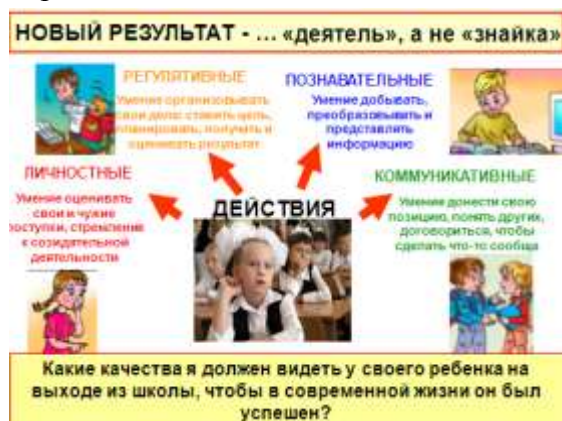 НОВЫЙ РЕЗУЛЬТАТ - ... «деятель», а не «знайка»
РЕГУЛЯТИВНЫЕ
Умение организовывать
свои дела: ставить цель,
планировать, получить и
оценивать результат
ПОЗНАВАТЕЛЬНЫЕ
Умение добывать,
преобразовывать и
представлять
информацию
ЛИЧНОСТНЫЕ
Умение оценивать
свои и чужие
поступки, стремление
к созидательной
деятельности
КОММУНИКАТИВНЫЕ
Умение донести свою
позицию, понять других,
договориться, чтобы
сделать что-то сообща
ДЕЙСТВИЯ
Какие качества я должен видеть у своего ребенка на
выходе из школы, чтобы в современной жизни он был
успешен?